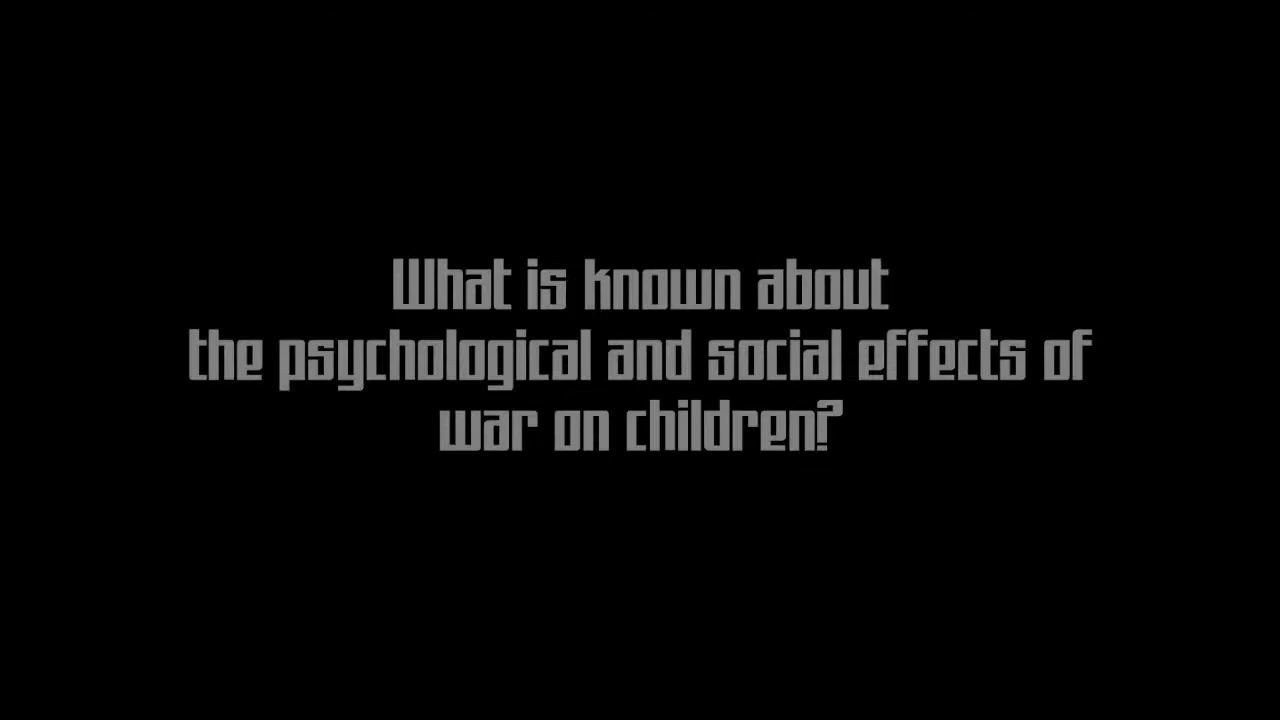 What is known about
the psychological and social effects of
war on children?